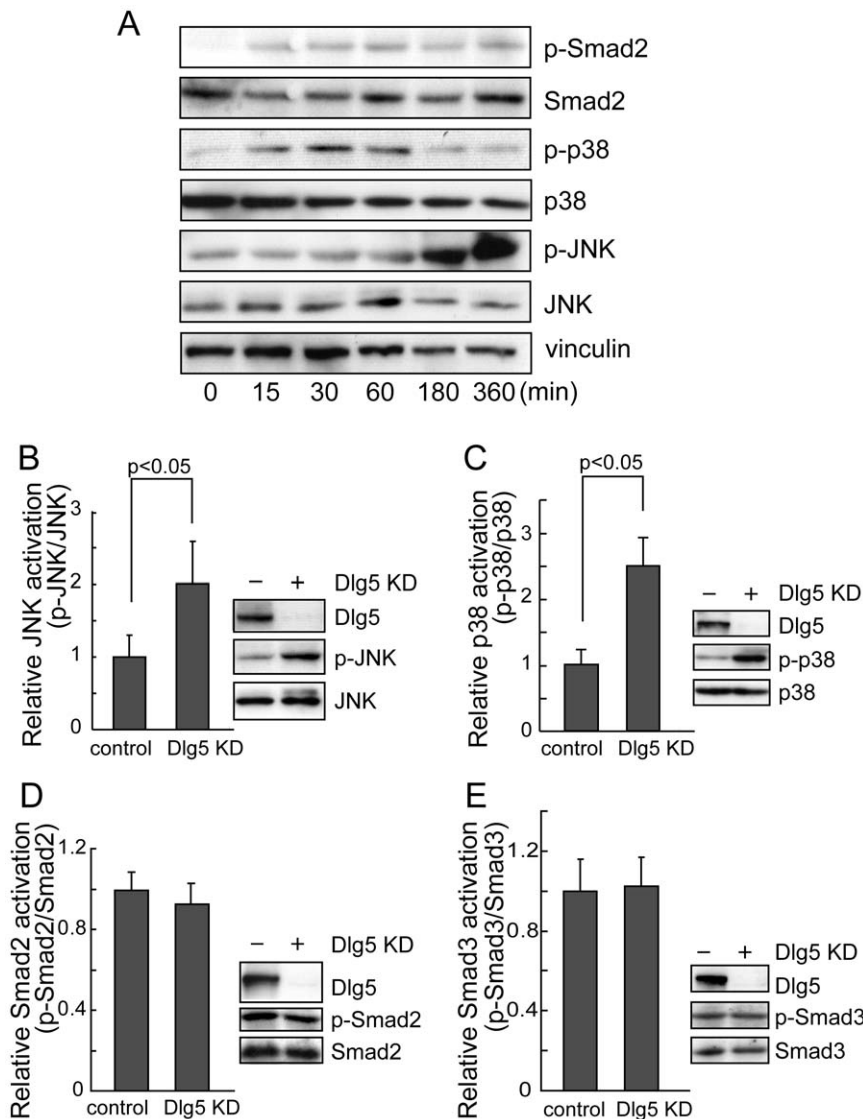 A
p-Smad2
Smad2
p-p38
p38
p-JNK
JNK
vinculin
0 15 30 60 180 360 (min)
B
p<0.05
Relative JNK activation
(p-JNK/JNK)
3
2
1
0
control Dlg5 KD
– + Dlg5 KD
Dlg5
p-JNK
JNK
C
p<0.05
Relative p38 activation
(p-p38/p38)
3
2
1
0
control Dlg5 KD
– + Dlg5 KD
Dlg5
p-p38
p38
D
Relative Smad2 activation
(p-Smad2/Smad2)
1.2
0.8
0.4
0
control Dlg5 KD
– + Dlg5 KD
Dlg5
p-Smad2
Smad2
E
Relative Smad3 activation
(p-Smad3/Smad3)
1.2
0.8
0.4
0
control Dlg5 KD
– + Dlg5 KD
Dlg5
p-Smad3
Smad3